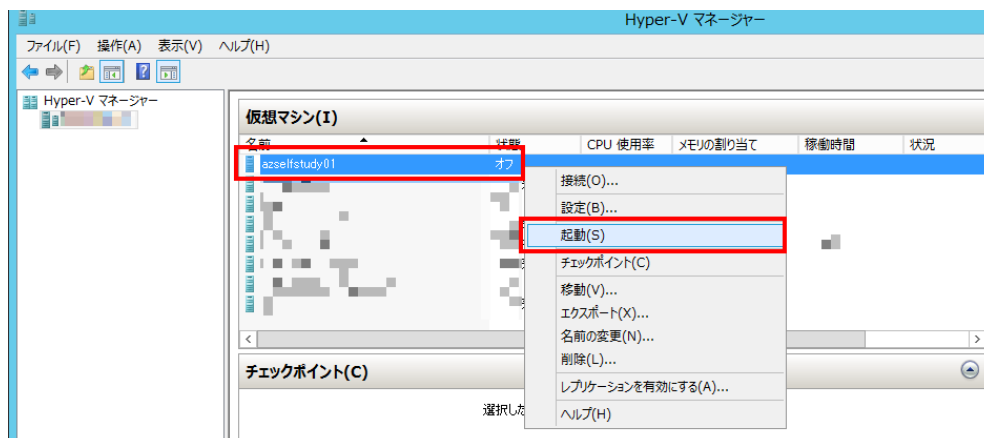 Hyper-V マネージャー
ファイル(F) 操作(A) 表示(V) ヘルプ(H)
Hyper-V マネージャー
仮想マシン(I)
名前 状態 CPU 使用率 メモリの割り当て 稼働時間 状況
azselfstudy01 オフ
接続(O)...
設定(B)...
起動(S)
チェックポイント(C)
移動(V)...
エクスポート(X)...
名前の変更(N)...
削除(L)...
レプリケーションを有効にする(A)...
ヘルプ(H)
チェックポイント(C)
選択した